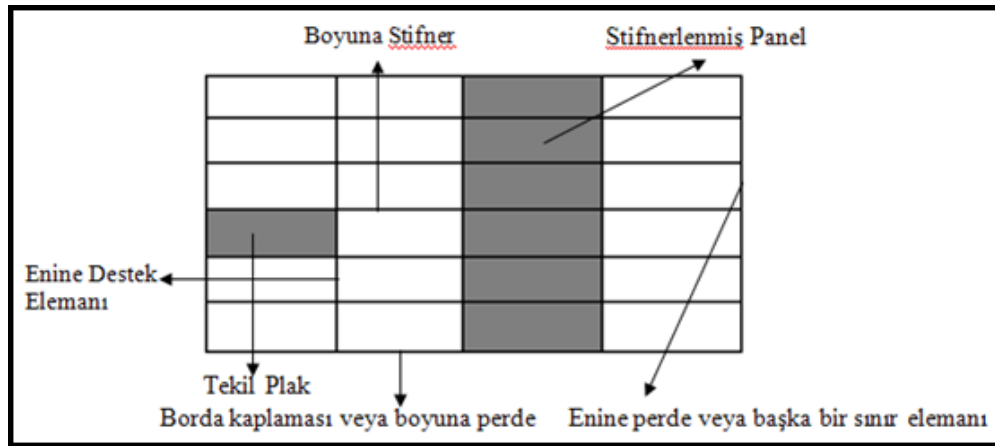 Boyuna Stifner
Stifnerlenmiş Panel
Enine Destek
Elemanı
Tekil Plak
Borda kaplaması veya boyuna perde
Enine perde veya başka bir sınır elemanı